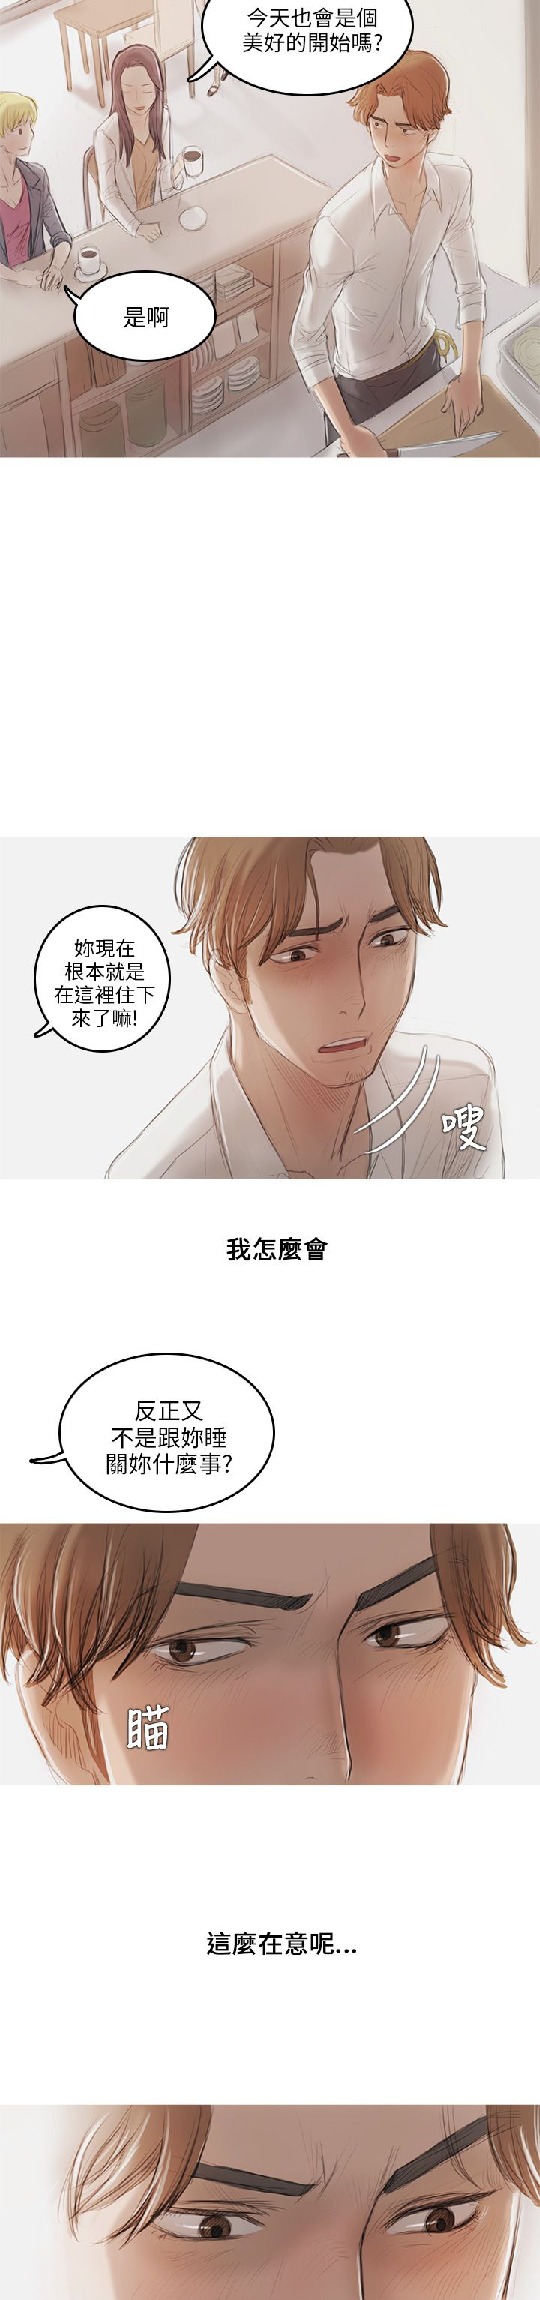 今天也會是個
美好的開始嗎?
是啊
妳現在
根本就是
在這裡住下
來了嘛!
嗖
我怎麼會
反正又
不是跟妳睡
關妳什麼事?
瞄
這麼在意呢...